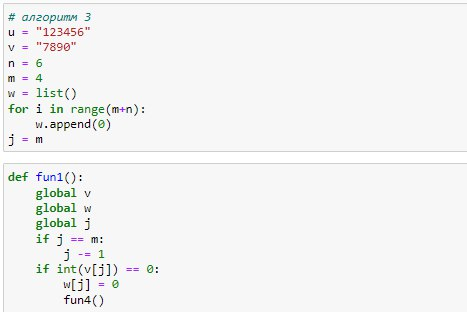 # алгоритм 3
u = "123456"
v = "7890"
n = 6
m = 4
w = list()
for i in range(m+n):
    w.append(0)
j = m
def fun1():
    global v
    global w
    global j
    if j == m:
        j -= 1
    if int(v[j]) == 0:
        w[j] = 0
        fun4()